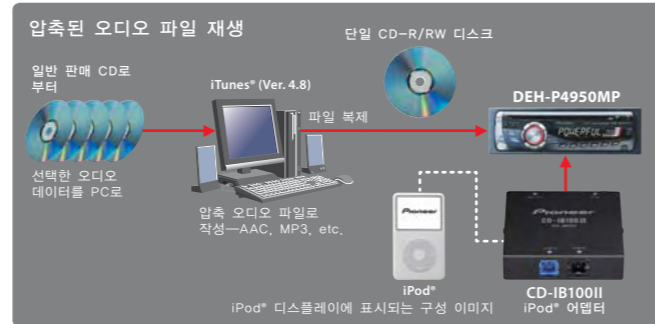 압축된 오디오 파일 재생
일반 판매 CD로
부터
선택한 오디오
데이터를 PC로
iTunes® (Ver. 4.8)
압축 오디오 파일로
작성—AAC, MP3, etc.
파일 복제
단일 CD-R/RW 디스크
DEH-P4950MP
POWERFUL
Pioneer
iPod®
iPod® 디스플레이에 표시되는 구성 이미지
Pioneer
CD-IB100II
CD-IB100II
iPod® 어뎁터